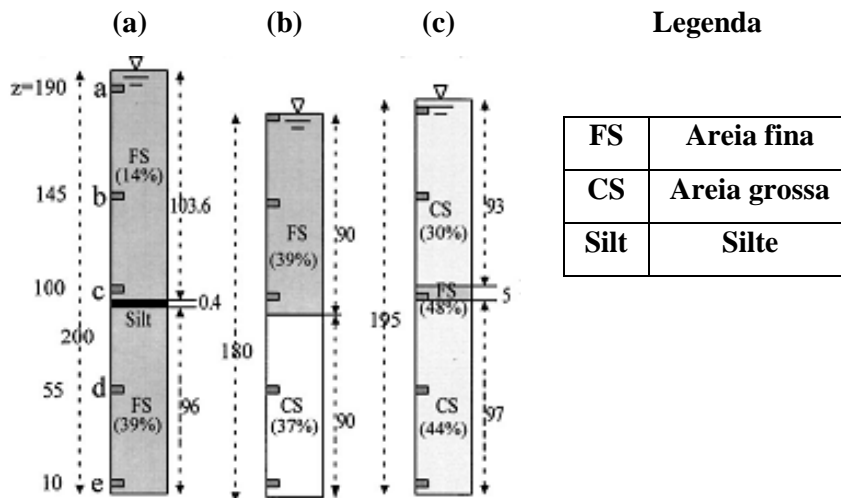 (a) (b) (c) Legenda
z=190 a
FS
(14%)
145 b
103.6
100 c
0.4
Silt
200
55 d
FS
(39%)
96
10 e
FS
(39%)
90
180
CS
(37%)
90
CS
(30%)
93
FS
(48%)
5
195
CS
(44%)
97
FS Areia fina
CS Areia grossa
Silt Silte